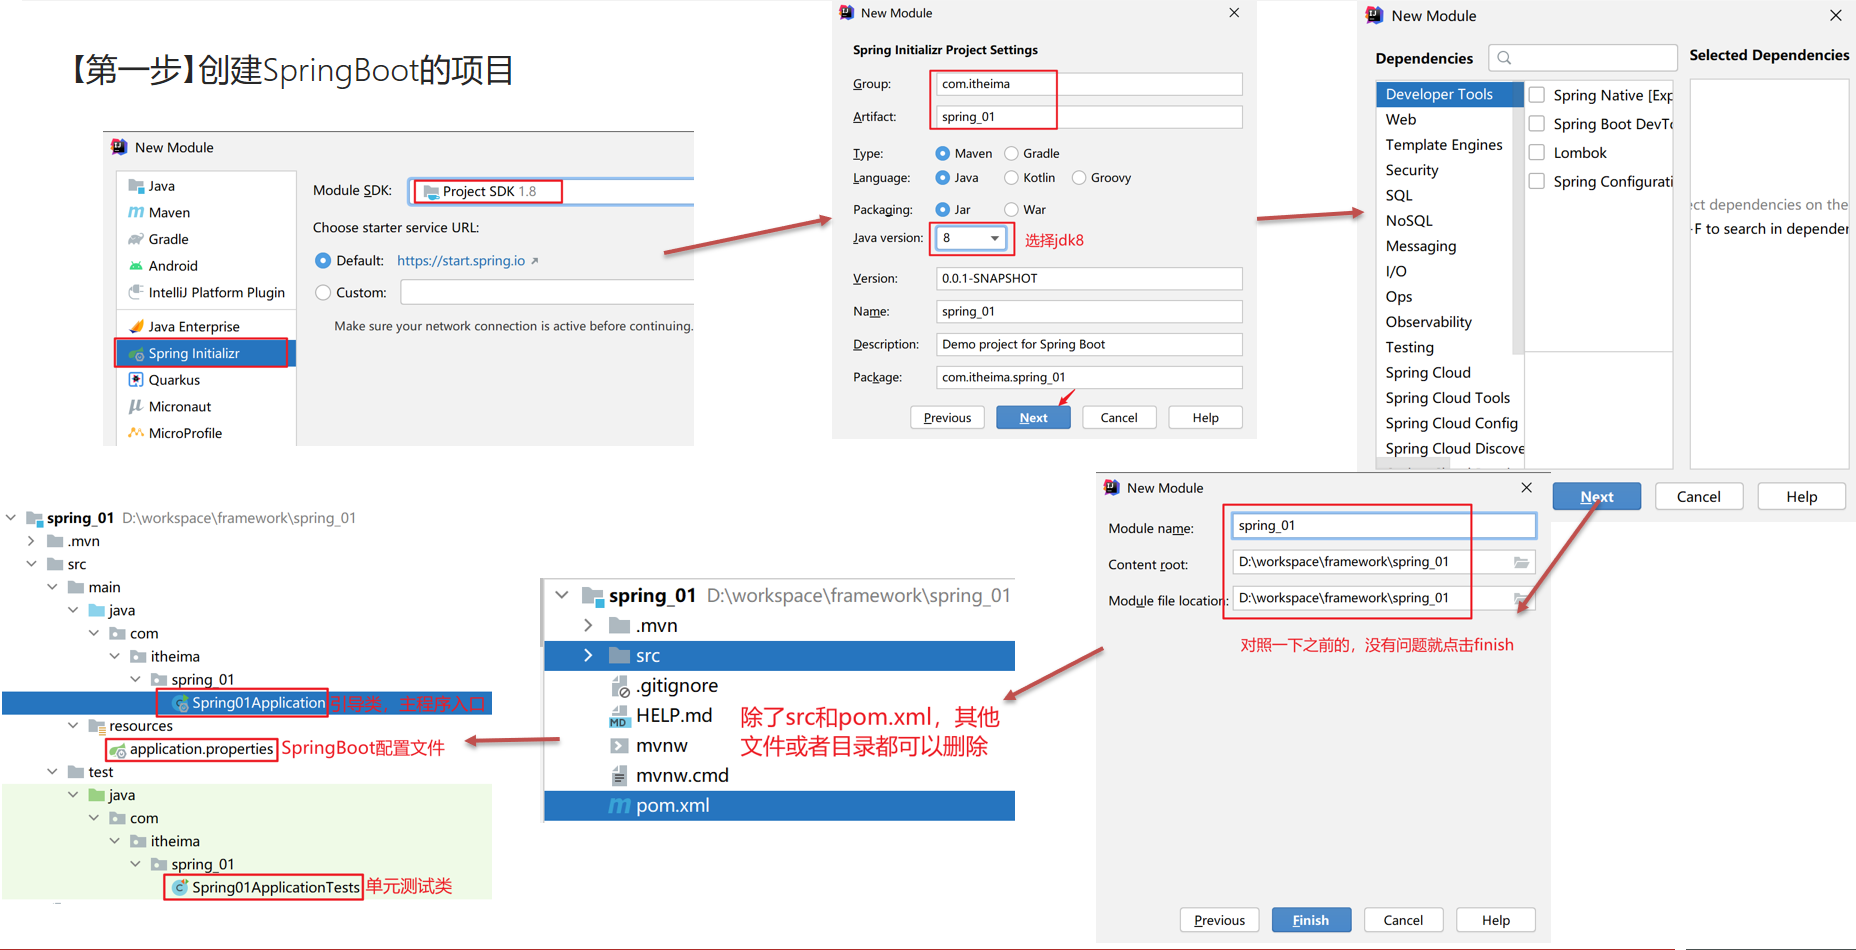 【第一步】创建SpringBoot的项目
New Module
Java
Maven
Gradle
Android
IntelliJ Platform Plugin
Java Enterprise
Spring Initializr
Quarkus
Micronaut
MicroProfile
Module SDK:
Project SDK 1.8
Choose starter service URL:
Default: https://start.spring.io
Custom:
Make sure your network connection is active before continuing.
New Module
Spring Initializr Project Settings
Group: com.itheima
Artifact: spring_01
Type: Maven Gradle
Language: Java Kotlin Groovy
Packaging: Jar War
Java version: 8 选择jdk8
Version: 0.0.1-SNAPSHOT
Name: spring_01
Description: Demo project for Spring Boot
Package: com.itheima.spring_01
Previous Next Cancel Help
New Module
Dependencies
Developer Tools
Web
Template Engines
Security
SQL
NoSQL
Messaging
I/O
Ops
Observability
Testing
Spring Cloud
Spring Cloud Tools
Spring Cloud Config
Spring Cloud Discove
Spring Native [Exp
Spring Boot DevTo
Lombok
Spring Configurati
Selected Dependencies
ect dependencies on the
-F to search in depender
Next Cancel Help
New Module
Module name: spring_01
Content root: D:\workspace\framework\spring_01
Module file location: D:\workspace\framework\spring_01
对照一下之前的，没有问题就点击finish
Previous Finish Cancel Help
spring_01 D:\workspace\framework\spring_01
.mvn
src
.gitignore
HELP.md
mvnw
mvnw.cmd
pom.xml
除了src和pom.xml，其他
文件或者目录都可以删除
spring_01 D:\workspace\framework\spring_01
.mvn
src
main
java
com
itheima
spring_01
Spring01Application 引导类，主程序入口
resources
application.properties SpringBoot配置文件
test
java
com
itheima
spring_01
Spring01ApplicationTests 单元测试类